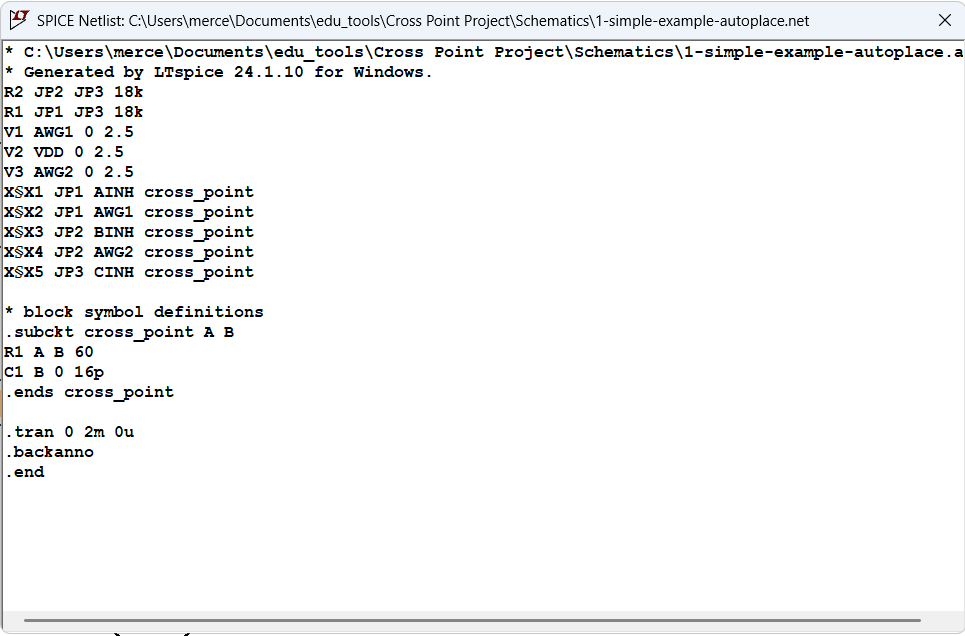 SPICE Netlist: C:\Users\merce\Documents\edu_tools\Cross Point Project\Schematics\1-simple-example-autoplace.net
* C:\Users\merce\Documents\edu_tools\Cross Point Project\Schematics\1-simple-example-autoplace.a
* Generated by LTspice 24.1.10 for Windows.
R2 JP2 JP3 18k
R1 JP1 JP3 18k
V1 AWG1 0 2.5
V2 VDD 0 2.5
V3 AWG2 0 2.5
X§X1 JP1 AINH cross_point
X§X2 JP1 AWG1 cross_point
X§X3 JP2 BINH cross_point
X§X4 JP2 AWG2 cross_point
X§X5 JP3 CINH cross_point
* block symbol definitions
.subckt cross_point A B
R1 A B 60
C1 B 0 16p
.ends cross_point
.tran 0 2m 0u
.backanno
.end